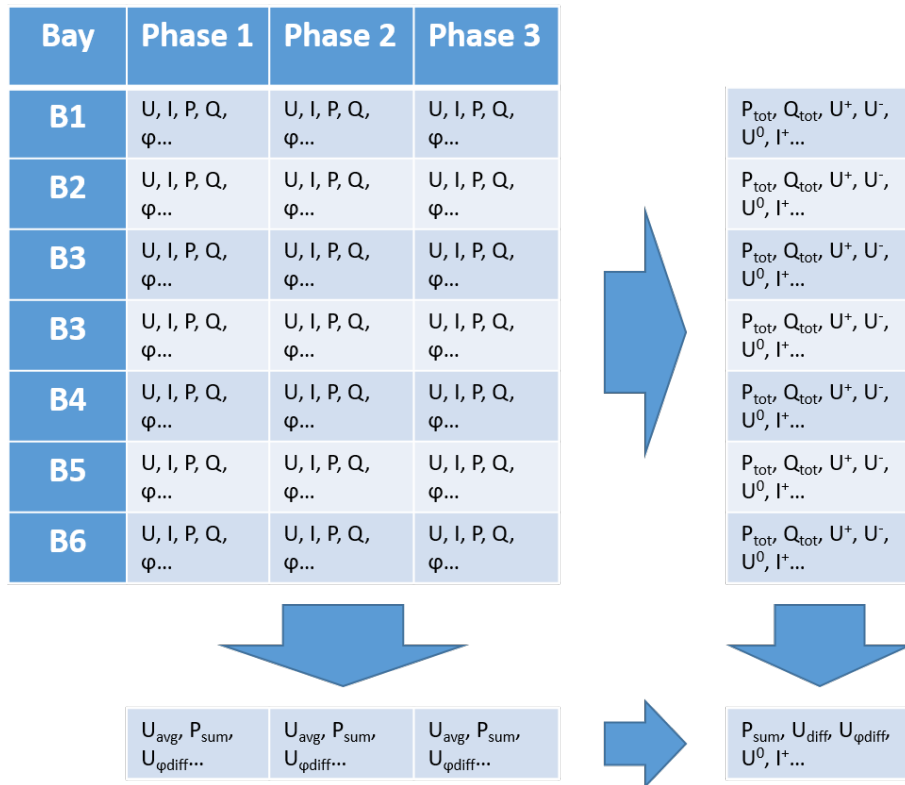 Bay Phase 1 Phase 2 Phase 3
B1 U, I, P, Q, U, I, P, Q, U, I, P, Q, Pₜₒₜ, Qₜₒₜ, U⁺, U⁻,
φ... φ... φ... U⁰, I⁺...
B2 U, I, P, Q, U, I, P, Q, U, I, P, Q, Pₜₒₜ, Qₜₒₜ, U⁺, U⁻,
φ... φ... φ... U⁰, I⁺...
B3 U, I, P, Q, U, I, P, Q, U, I, P, Q, Pₜₒₜ, Qₜₒₜ, U⁺, U⁻,
φ... φ... φ... U⁰, I⁺...
B3 U, I, P, Q, U, I, P, Q, U, I, P, Q, Pₜₒₜ, Qₜₒₜ, U⁺, U⁻,
φ... φ... φ... U⁰, I⁺...
B4 U, I, P, Q, U, I, P, Q, U, I, P, Q, Pₜₒₜ, Qₜₒₜ, U⁺, U⁻,
φ... φ... φ... U⁰, I⁺...
B5 U, I, P, Q, U, I, P, Q, U, I, P, Q, Pₜₒₜ, Qₜₒₜ, U⁺, U⁻,
φ... φ... φ... U⁰, I⁺...
B6 U, I, P, Q, U, I, P, Q, U, I, P, Q, Pₜₒₜ, Qₜₒₜ, U⁺, U⁻,
φ... φ... φ... U⁰, I⁺...
Uavg, Psum, Uavg, Psum, Uavg, Psum, Psum, Udiff, Uφdiff,
Uφdiff... Uφdiff... Uφdiff... U⁰, I⁺...